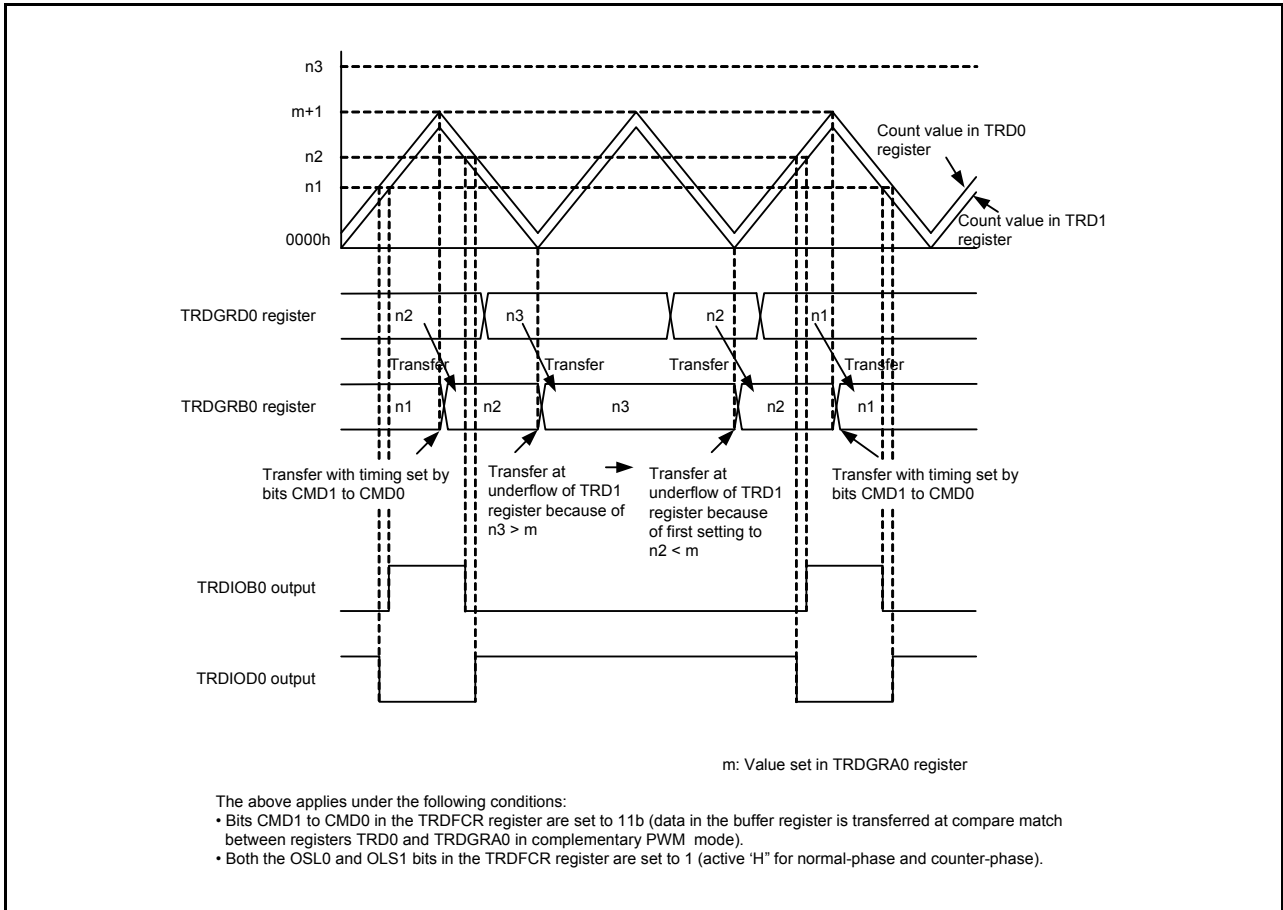 n3
m+1
n2
n1
0000h
Count value in TRD0
register
Count value in TRD1
register
TRDGRD0 register
n2
n3
n2
n1
Transfer
Transfer
Transfer
Transfer
TRDGRB0 register
n1
n2
n3
n2
n1
Transfer with timing set by
bits CMD1 to CMD0
Transfer at
underflow of TRD1
register because of
n3 > m
Transfer at
underflow of TRD1
register because
of first setting to
n2 < m
Transfer with timing set by
bits CMD1 to CMD0
TRDIOB0 output
TRDIOD0 output
m: Value set in TRDGRA0 register
The above applies under the following conditions:
• Bits CMD1 to CMD0 in the TRDFCR register are set to 11b (data in the buffer register is transferred at compare match
between registers TRD0 and TRDGRA0 in complementary PWM mode).
• Both the OSL0 and OLS1 bits in the TRDFCR register are set to 1 (active ‘H” for normal-phase and counter-phase).